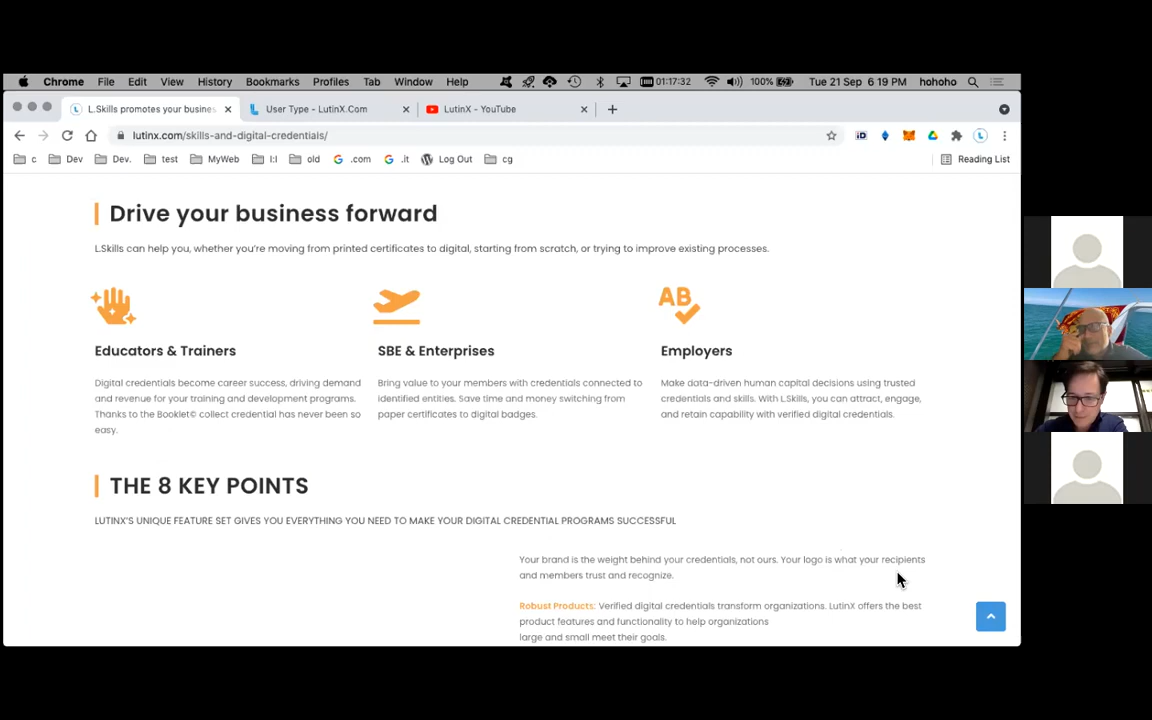 Chrome File Edit View History Bookmarks Profiles Tab Window Help 01:17:32 100% Tue 21 Sep 6:19 PM hohoho
L.Skills promotes your busines User Type - LutinX.Com LutinX - YouTube
lutinx.com/skills-and-digital-credentials/
c Dev Dev. test MyWeb l:l old .com .it Log Out cg Reading List
Drive your business forward
L.Skills can help you, whether you're moving from printed certificates to digital, starting from scratch, or trying to improve existing processes.
AB
Educators & Trainers
Digital credentials become career success, driving demand
and revenue for your training and development programs.
Thanks to the Booklet© collect credential has never been so
easy.
SBE & Enterprises
Bring value to your members with credentials connected to
identified entities. Save time and money switching from
paper certificates to digital badges.
Employers
Make data-driven human capital decisions using trusted
credentials and skills. With L.Skills, you can attract, engage,
and retain capability with verified digital credentials.
THE 8 KEY POINTS
LUTINX'S UNIQUE FEATURE SET GIVES YOU EVERYTHING YOU NEED TO MAKE YOUR DIGITAL CREDENTIAL PROGRAMS SUCCESSFUL
Your brand is the weight behind your credentials, not ours. Your logo is what your recipients
and members trust and recognize.
Robust Products: Verified digital credentials transform organizations. LutinX offers the best
product features and functionality to help organizations
large and small meet their goals.